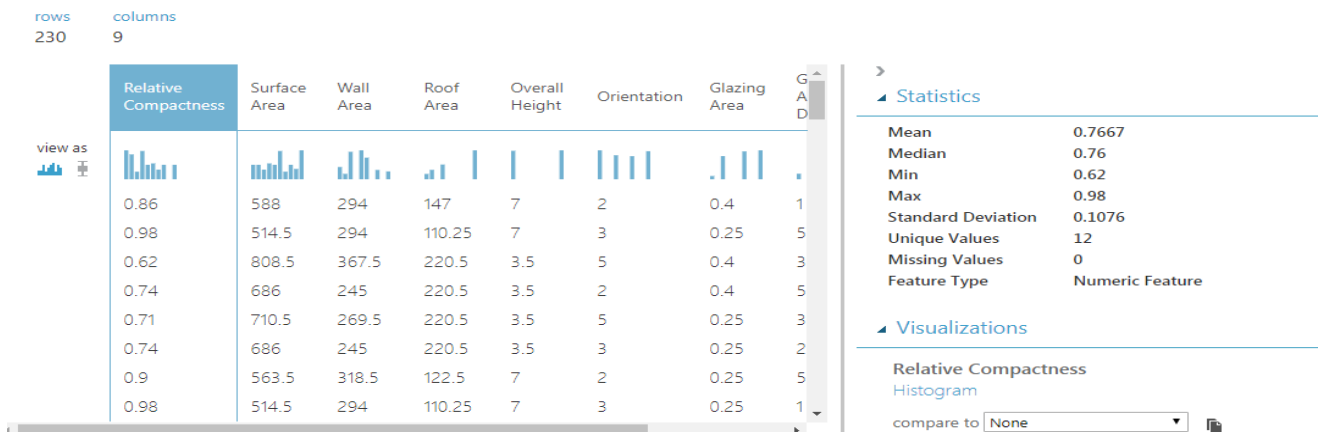 rows columns
230 9
Relative Compactness Surface Area Wall Area Roof Area Overall Height Orientation Glazing Area G A D
view as
0.86 588 294 147 7 2 0.4 1
0.98 514.5 294 110.25 7 3 0.25 5
0.62 808.5 367.5 220.5 3.5 5 0.4 3
0.74 686 245 220.5 3.5 2 0.4 5
0.71 710.5 269.5 220.5 3.5 5 0.25 3
0.74 686 245 220.5 3.5 3 0.25 2
0.9 563.5 318.5 122.5 7 2 0.25 5
0.98 514.5 294 110.25 7 3 0.25 1
Statistics
Mean 0.7667
Median 0.76
Min 0.62
Max 0.98
Standard Deviation 0.1076
Unique Values 12
Missing Values 0
Feature Type Numeric Feature
Visualizations
Relative Compactness
Histogram
compare to None